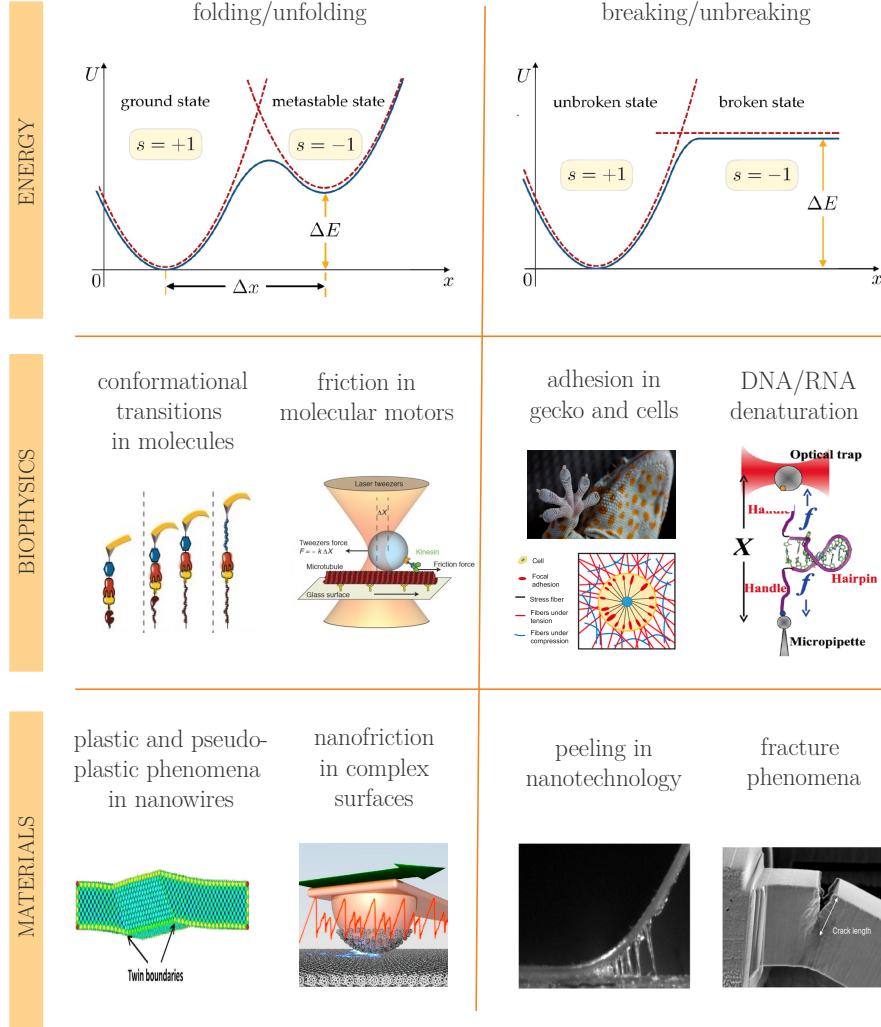 folding/unfolding
breaking/unbreaking
ENERGY
U
ground state
metastable state
s = +1
s = −1
ΔE
0
Δx
x
U
unbroken state
broken state
s = +1
s = −1
ΔE
0
x
BIOPHYSICS
conformational
transitions
in molecules
friction in
molecular motors
Laser tweezers
ΔX
Tweezers force
F = − k ΔX
Kinesin
Microtubule
Friction force
Glass surface
adhesion in
gecko and cells
Cell
Focal
adhesion
Stress fiber
Fibers under
tension
Fibers under
compression
DNA/RNA
denaturation
Optical trap
f
X
Handle
f
Hairpin
Micropipette
MATERIALS
plastic and pseudo-
plastic phenomena
in nanowires
Twin boundaries
nanofriction
in complex
surfaces
peeling in
nanotechnology
fracture
phenomena
Crack length